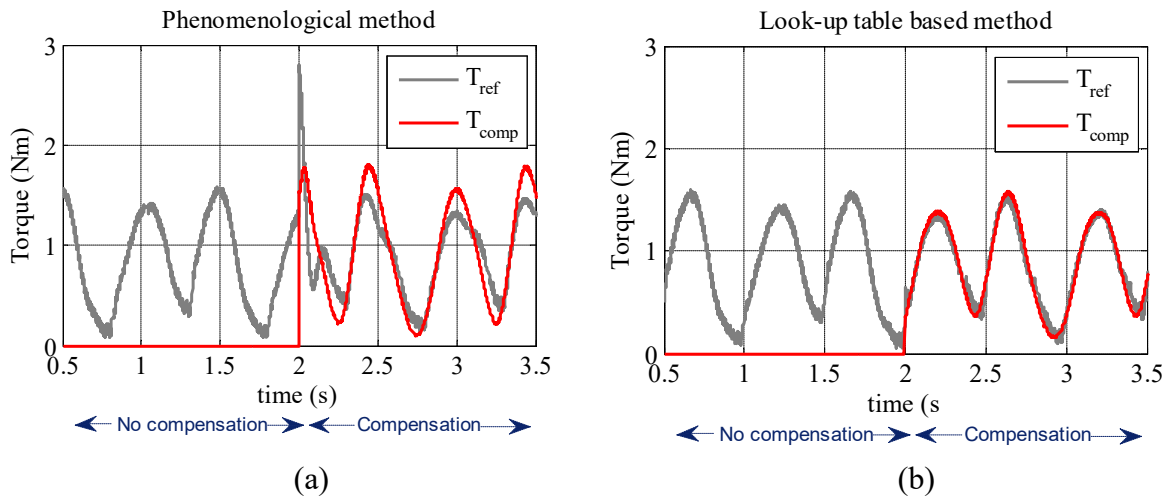 Phenomenological method
3
2
1
0
Torque (Nm)
T_ref
T_comp
0.5 1 1.5 2 2.5 3 3.5
time (s)
No compensation Compensation
(a)
Look-up table based method
3
2
1
0
Torque (Nm)
T_ref
T_comp
0.5 1 1.5 2 2.5 3 3.5
time (s
No compensation Compensation
(b)